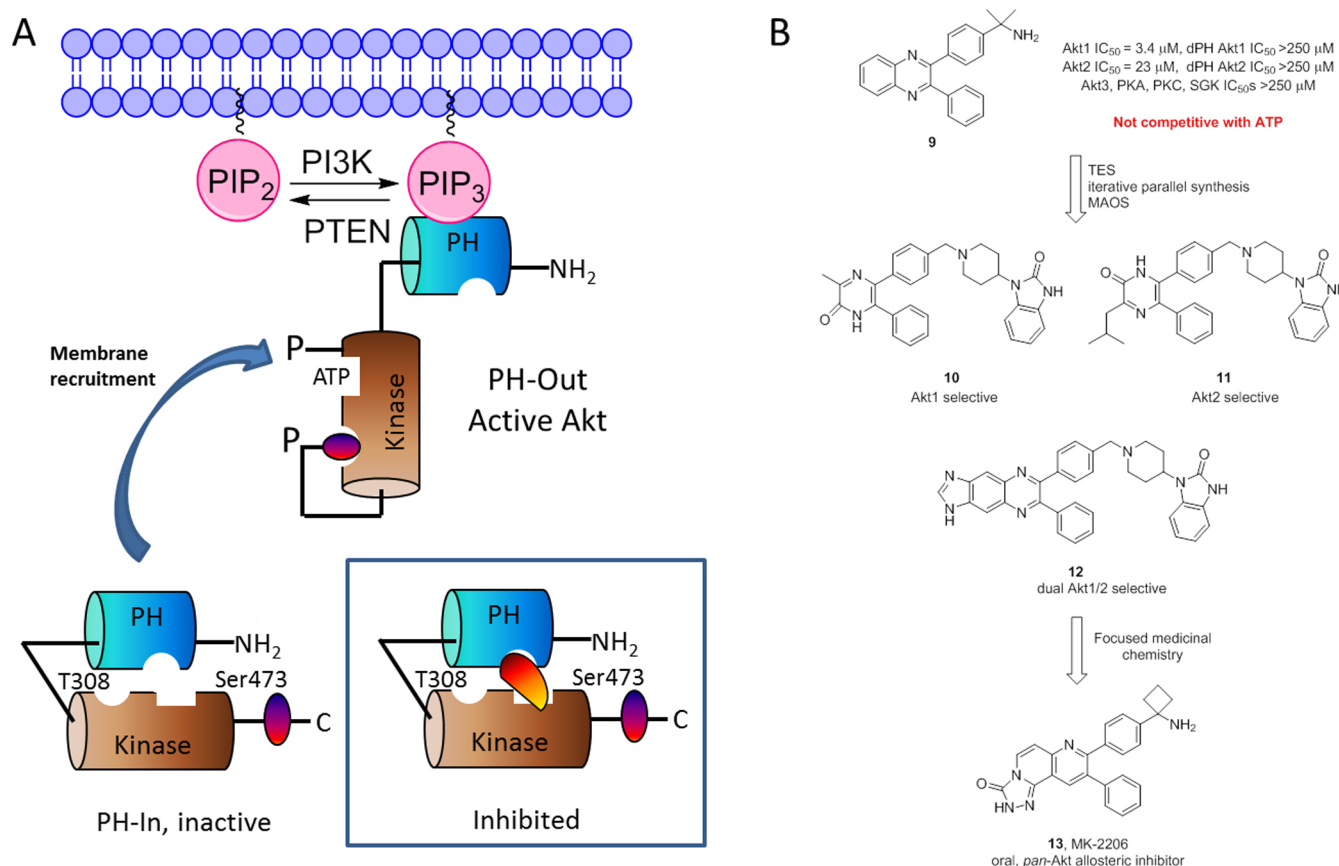 A
PIP2
PI3K
PTEN
PIP3
PH
NH2
Membrane
recruitment
P
ATP
Kinase
P
PH-Out
Active Akt
PH
NH2
T308
Ser473
Kinase
C
PH-In, inactive
PH
NH2
T308
Ser473
Kinase
C
Inhibited
B
N
N
NH2
9
Akt1 IC50 = 3.4 μM, dPH Akt1 IC50 >250 μM
Akt2 IC50 = 23 μM, dPH Akt2 IC50 >250 μM
Akt3, PKA, PKC, SGK IC50s >250 μM
Not competitive with ATP
TES
iterative parallel synthesis
MAOS
N
O
N
H
N
N
O
NH
10
Akt1 selective
H
N
O
N
N
N
O
NH
11
Akt2 selective
N
N
H
N
N
N
N
O
NH
12
dual Akt1/2 selective
Focused medicinal
chemistry
NH2
N
O
N
HN
N
13, MK-2206
oral, pan-Akt allosteric inhibitor